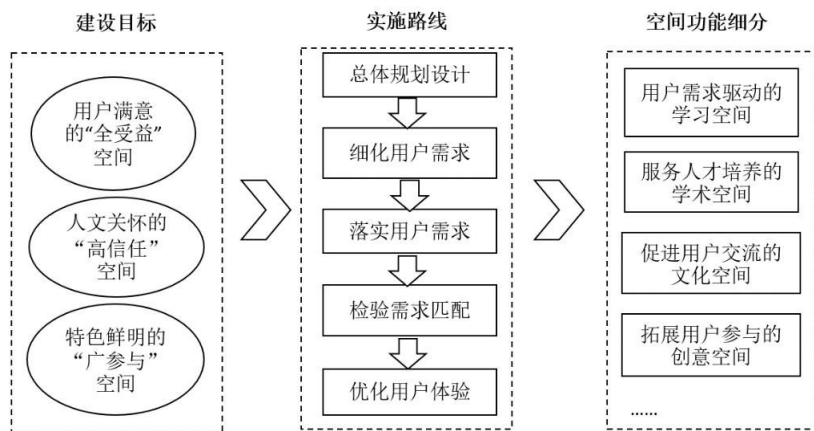 建设目标
用户满意
的“全受益”
空间
人文关怀的
“高信任”
空间
特色鲜明的
“广参与”
空间
实施路线
总体规划设计
细化用户需求
落实用户需求
检验需求匹配
优化用户体验
空间功能细分
用户需求驱动的
学习空间
服务人才培养的
学术空间
促进用户交流的
文化空间
拓展用户参与的
创意空间
……